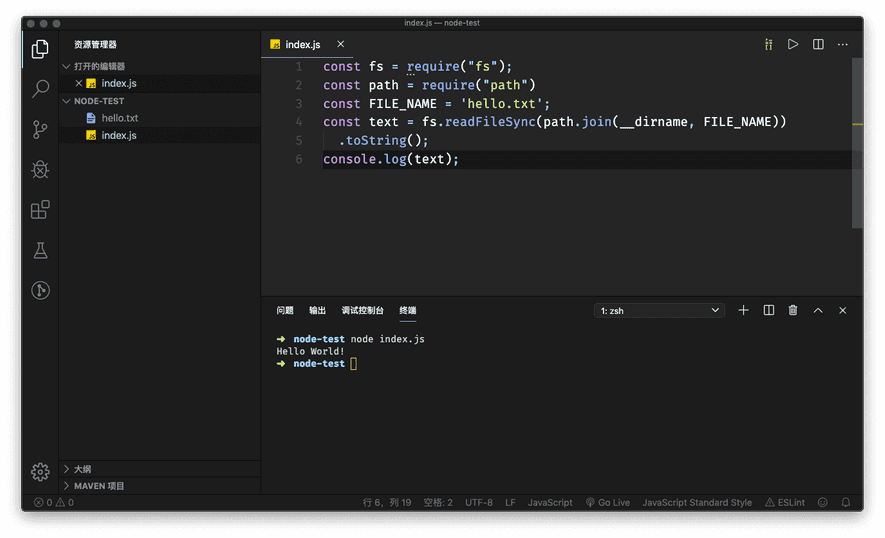 index.js — node-test
资源管理器
打开的编辑器
index.js
NODE-TEST
hello.txt
index.js
大纲
MAVEN 项目
index.js
1 const fs = require("fs");
2 const path = require("path")
3 const FILE_NAME = 'hello.txt';
4 const text = fs.readFileSync(path.join(__dirname, FILE_NAME))
5 .toString();
6 console.log(text);
问题 输出 调试控制台 终端 1: zsh
➜ node-test node index.js
Hello World!
➜ node-test
0 0 行 6，列 19 空格: 2 UTF-8 LF JavaScript Go Live JavaScript Standard Style ESLint